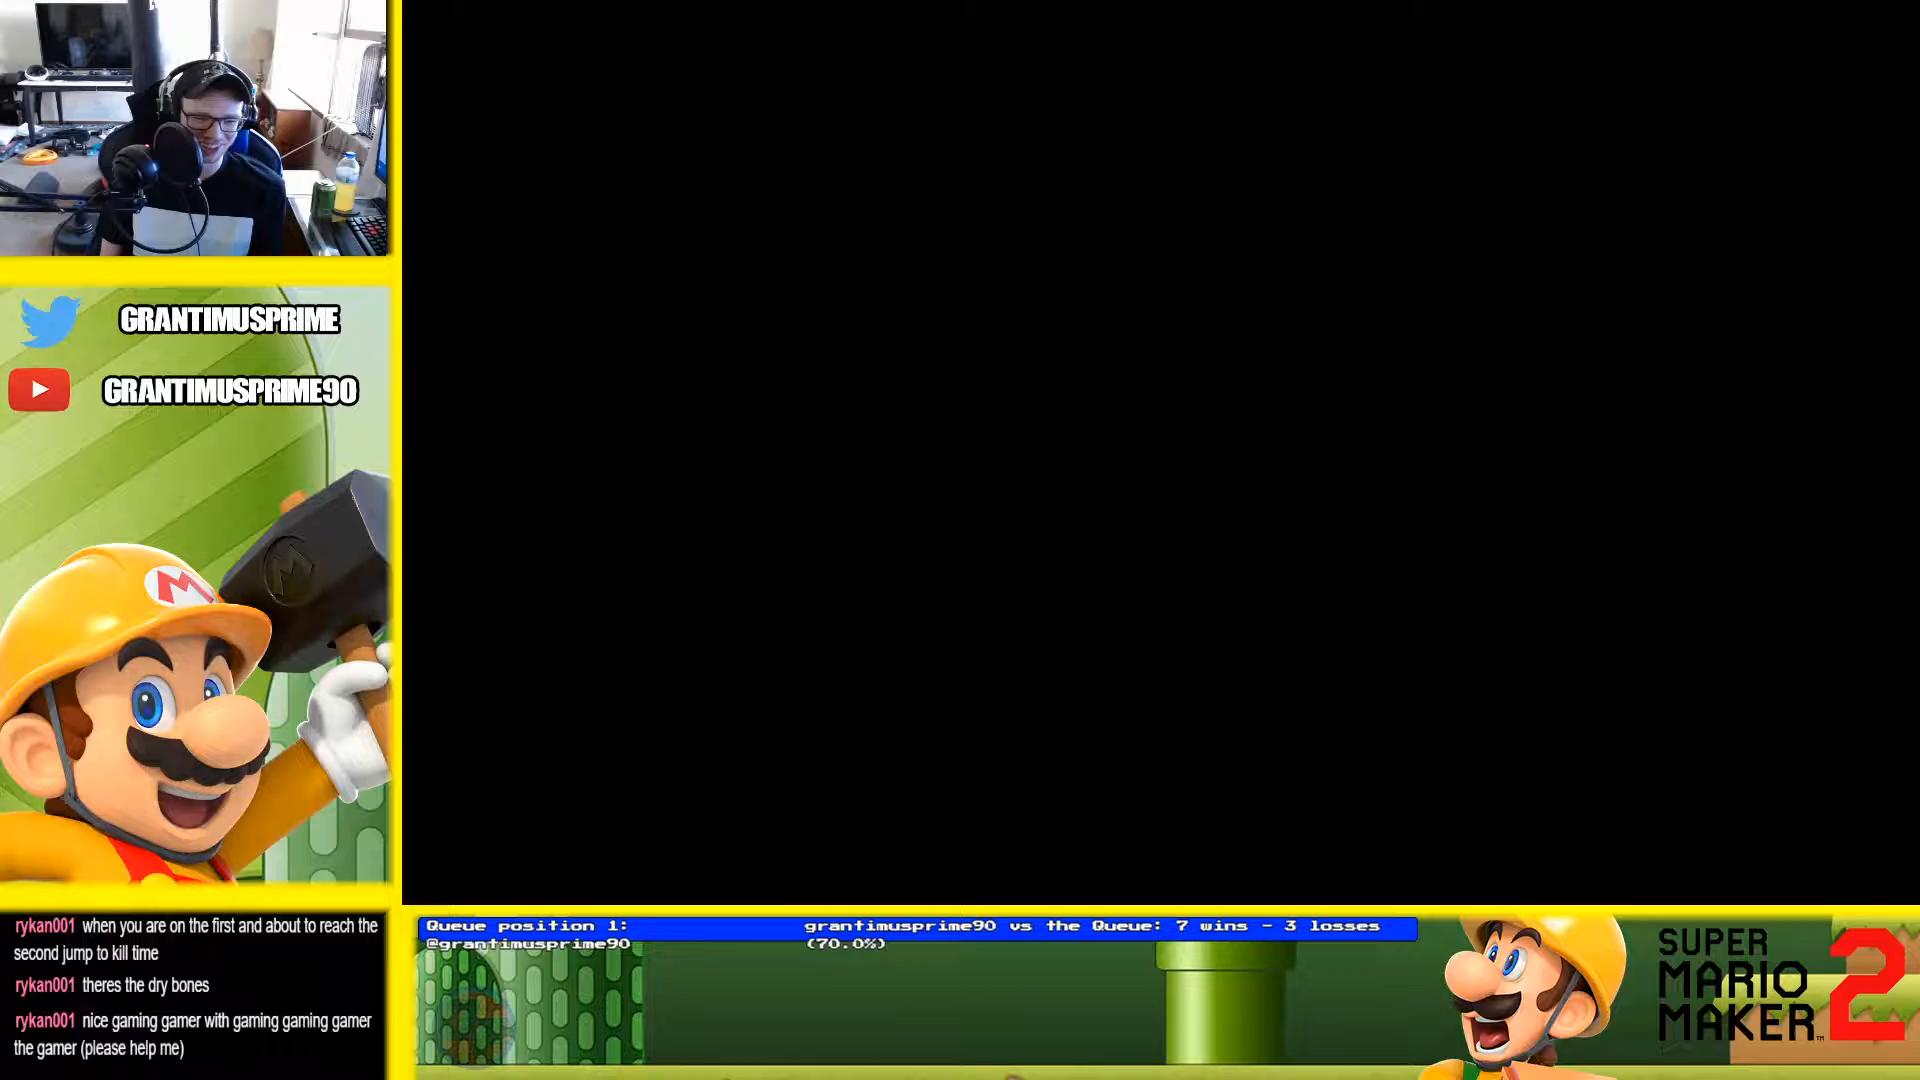 GRANTIMUSPRIME
GRANTIMUSPRIME90
M
M
rykan001 when you are on the first and about to reach the
second jump to kill time
rykan001 theres the dry bones
rykan001 nice gaming gamer with gaming gaming gamer
the gamer (please help me)
Queue position 1:
@grantimusprime90
grantimusprime90 vs the Queue: 7 wins - 3 losses
(70.0%)
SUPER
MARIO
MAKER™ 2